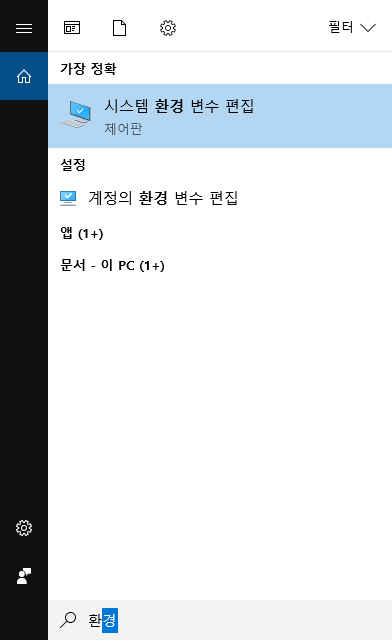 필터
가장 정확
시스템 환경 변수 편집
제어판
설정
계정의 환경 변수 편집
앱 (1+)
문서 - 이 PC (1+)
환경